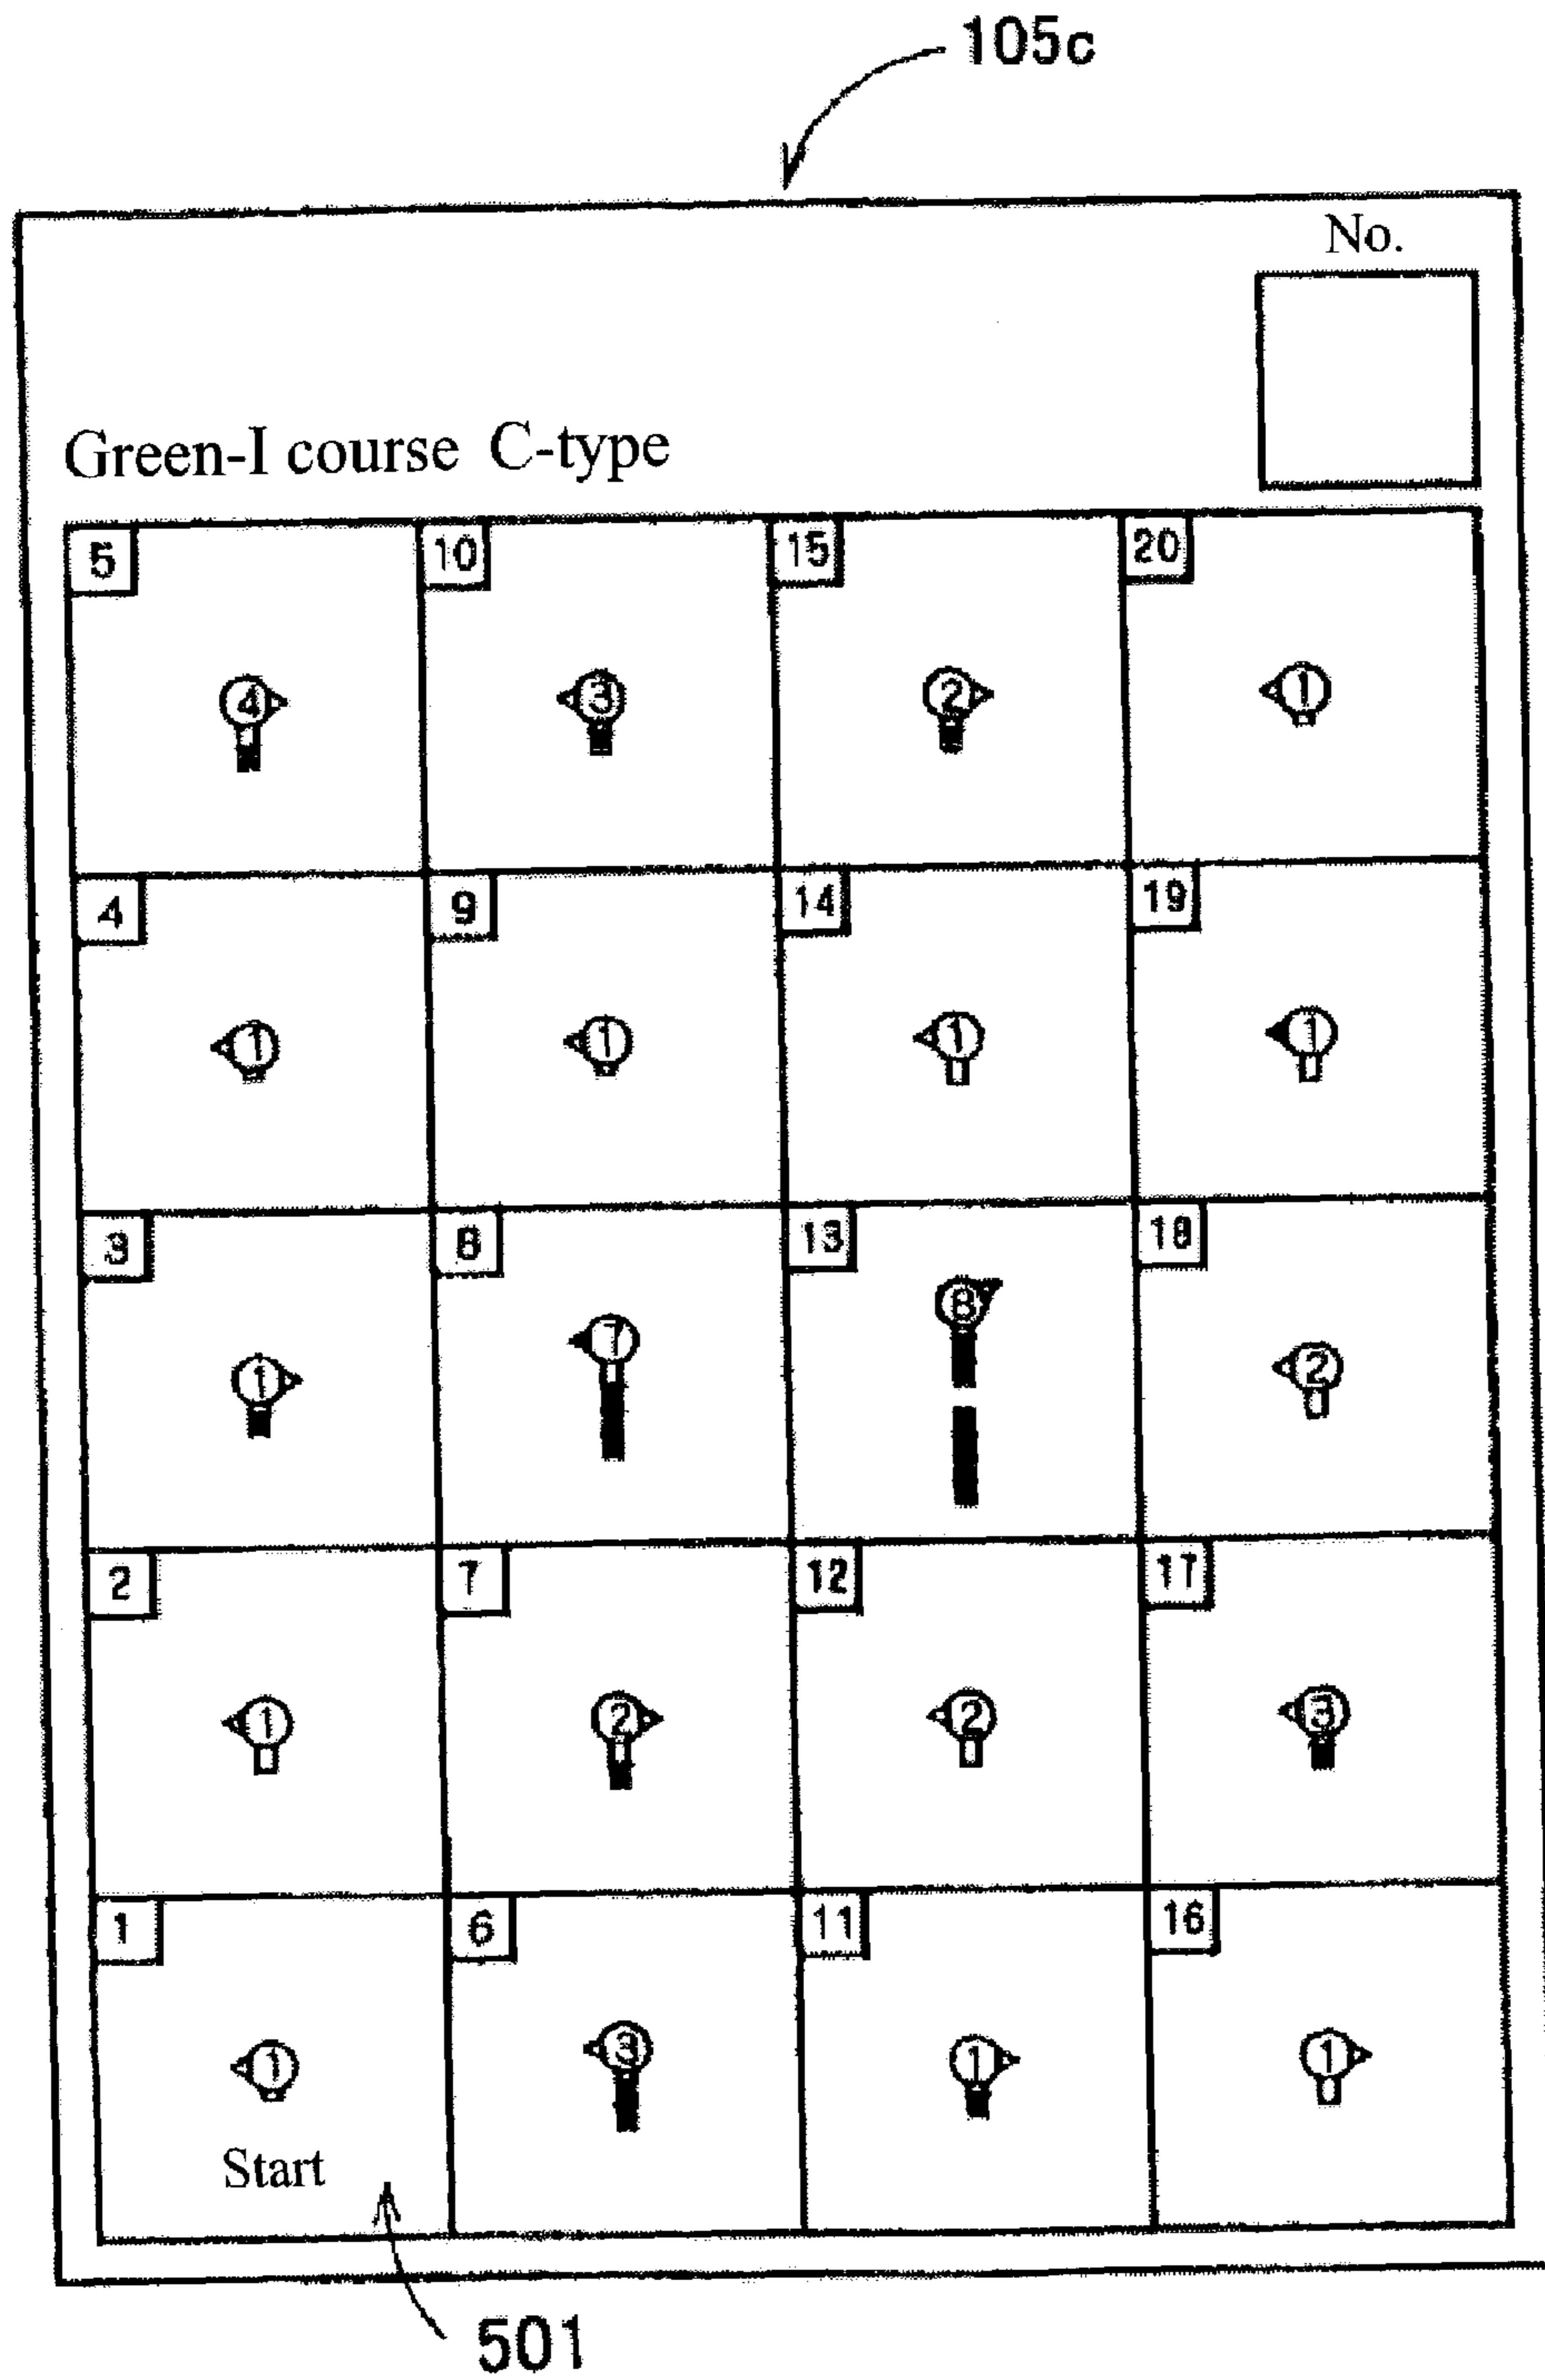 105c
No.
Green-I course C-type
5 10 15 20
4 3 2 1
4 9 14 19
1 1 1 1
3 8 13 18
1 7 8 2
2 7 12 17
1 2 2 3
1 6 11 16
1 3 1 1
Start
501